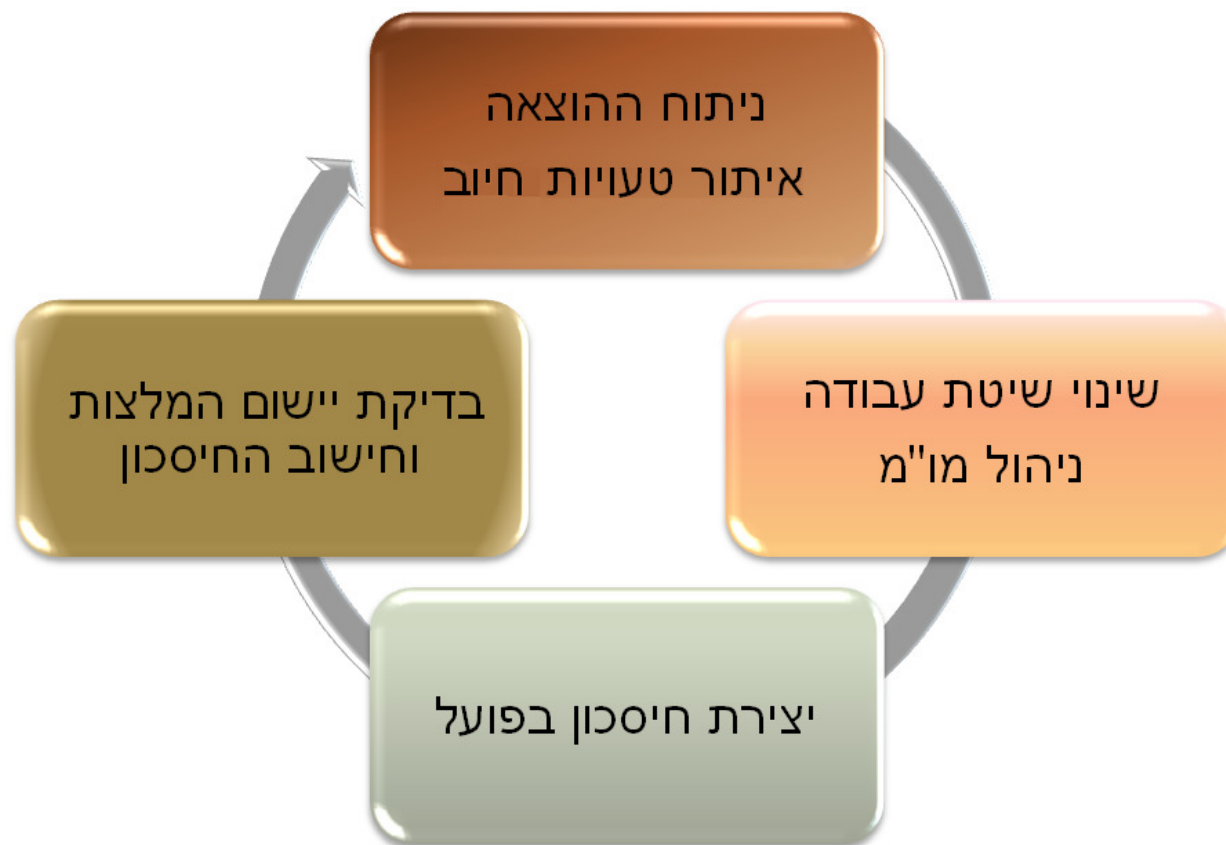 ניתוח ההוצאה
איתור טעויות חיוב
שינוי שיטת עבודה
ניהול מו"מ
יצירת חיסכון בפועל
בדיקת יישום המלצות
וחישוב החיסכון